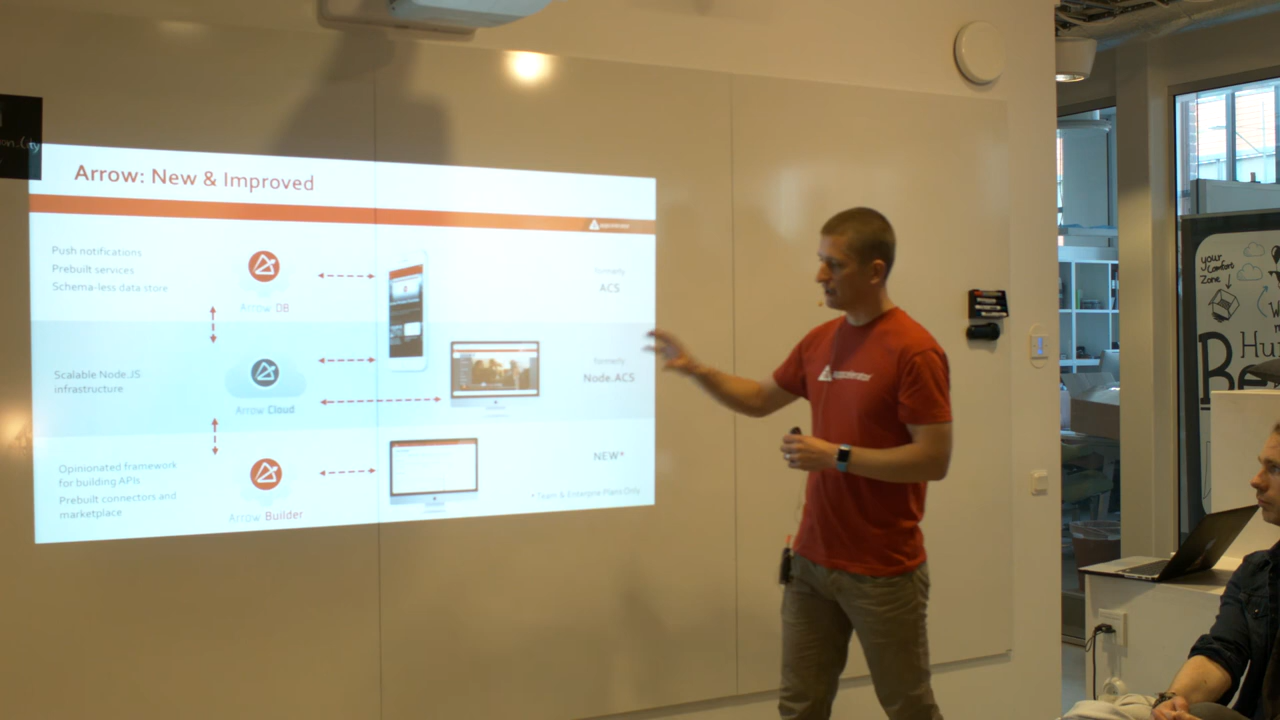 Arrow: New & Improved
appcelerator
Push notifications
Prebuilt services
Schema-less data store
Arrow DB
formerly
ACS
Scalable Node.JS
infrastructure
Arrow Cloud
formerly
Node.ACS
Opinionated framework
for building APIs
Prebuilt connectors and
marketplace
Arrow Builder
NEW*
* Team & Enterprise Plans Only
appcelerator
your
Comfort
Zone